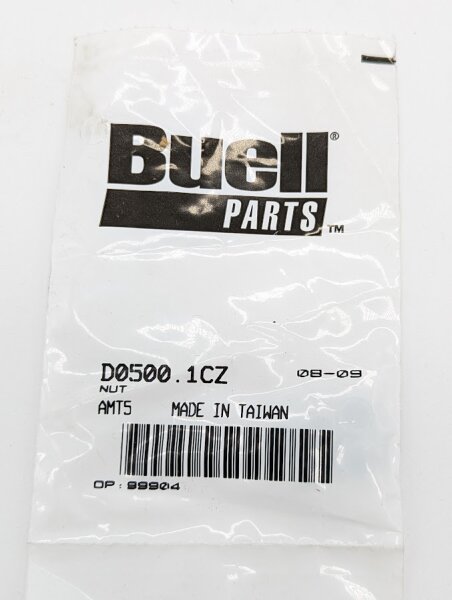 Buell®
PARTS™
D0500.1CZ 08-09
NUT
AMT5 MADE IN TAIWAN
OP:99904